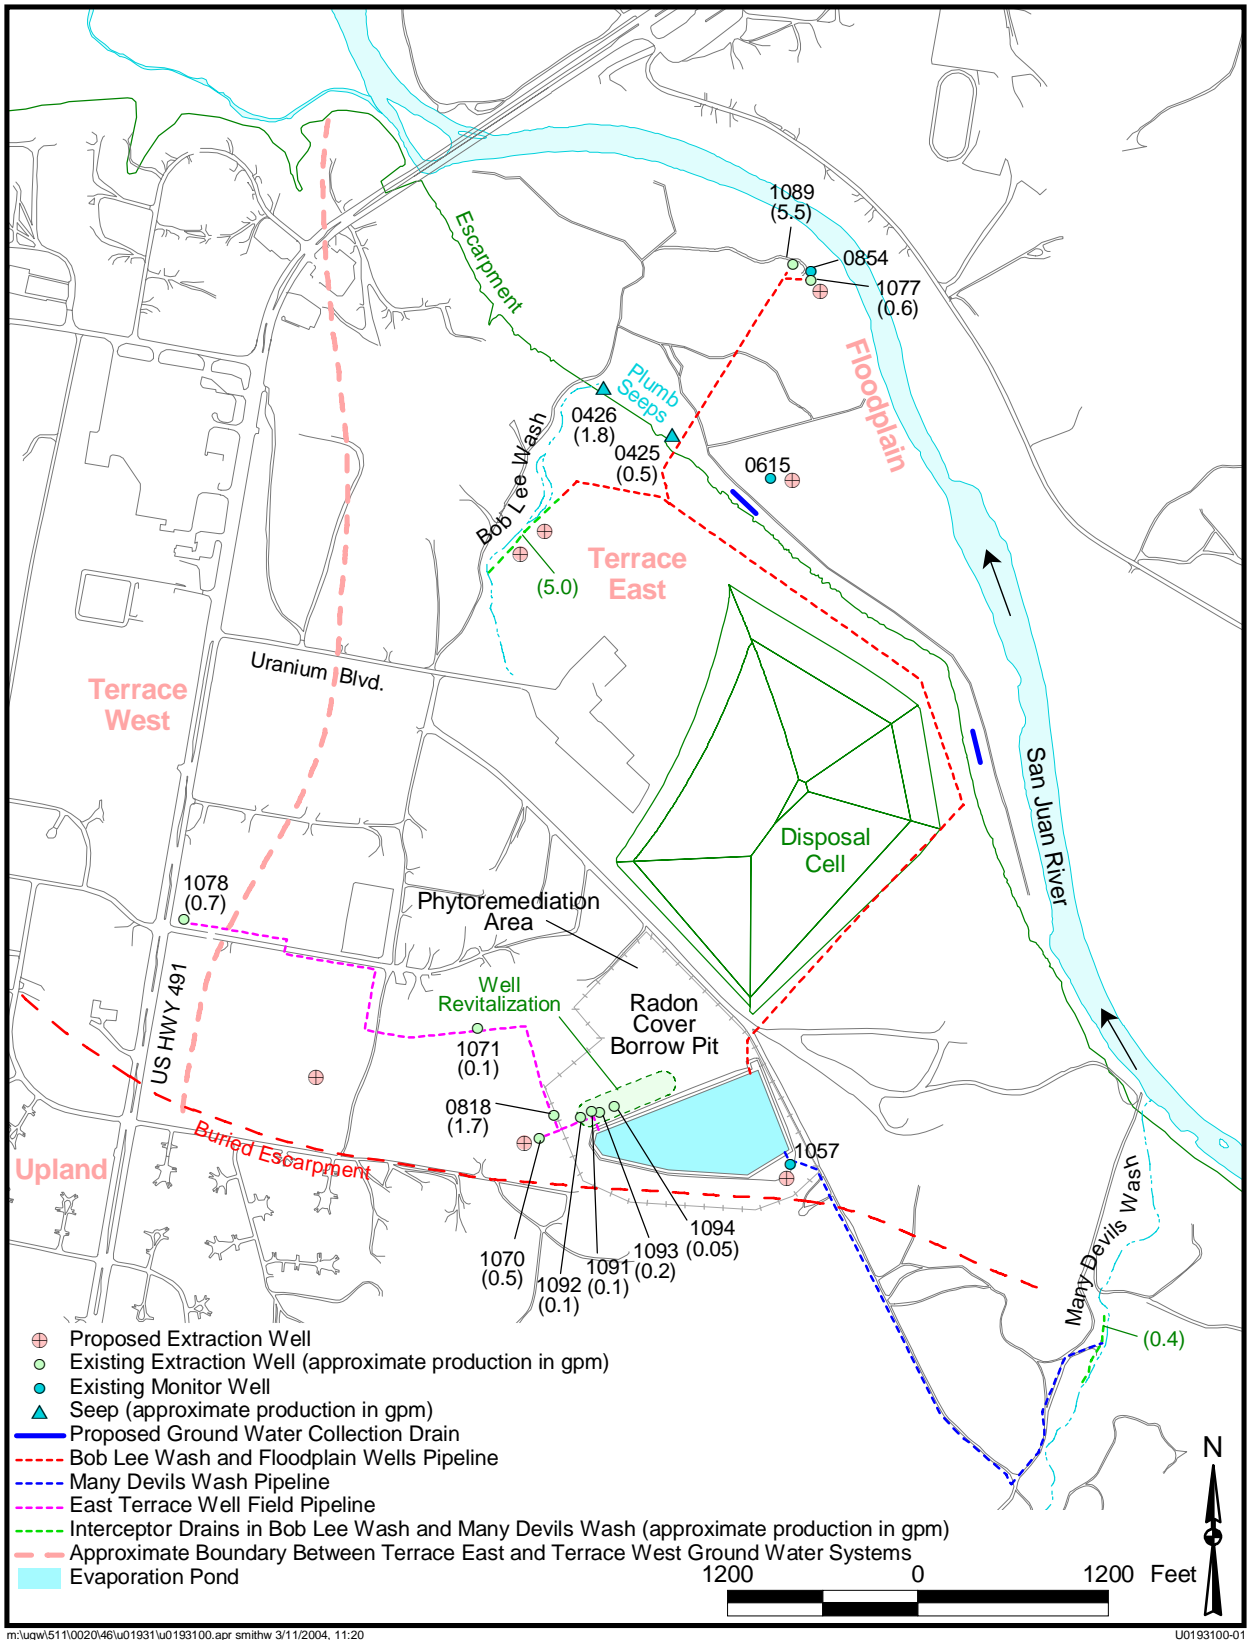 1089
(5.5)
0854
1077
(0.6)
Escarpment
Floodplain
Plumb
Seeps
0426
(1.8)
0425
(0.5)
0615
Bob Lee Wash
(5.0)
Terrace
East
Uranium Blvd.
Terrace
West
San Juan River
Disposal
Cell
1078
(0.7)
Phytoremediation
Area
Well
Revitalization
Radon
Cover
Borrow Pit
US HWY 491
1071
(0.1)
0818
(1.7)
Buried Escarpment
Upland
1057
1094
(0.05)
1093
(0.2)
1091
(0.1)
1070
(0.5)
1092
(0.1)
Many Devils Wash
(0.4)
Proposed Extraction Well
Existing Extraction Well (approximate production in gpm)
Existing Monitor Well
Seep (approximate production in gpm)
Proposed Ground Water Collection Drain
Bob Lee Wash and Floodplain Wells Pipeline
Many Devils Wash Pipeline
East Terrace Well Field Pipeline
Interceptor Drains in Bob Lee Wash and Many Devils Wash (approximate production in gpm)
Approximate Boundary Between Terrace East and Terrace West Ground Water Systems
Evaporation Pond
N
1200 0 1200 Feet
m:\ugw\511\0020\46\u01931\u0193100.apr smithw 3/11/2004, 11:20
U0193100-01